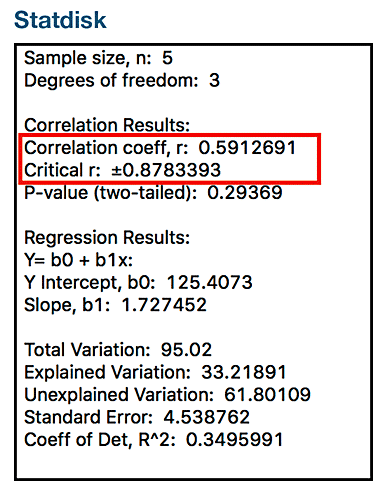 Statdisk
Sample size, n: 5
Degrees of freedom: 3
Correlation Results:
Correlation coeff, r: 0.5912691
Critical r: ±0.8783393
P-value (two-tailed): 0.29369
Regression Results:
Y= b0 + b1x:
Y Intercept, b0: 125.4073
Slope, b1: 1.727452
Total Variation: 95.02
Explained Variation: 33.21891
Unexplained Variation: 61.80109
Standard Error: 4.538762
Coeff of Det, R^2: 0.3495991